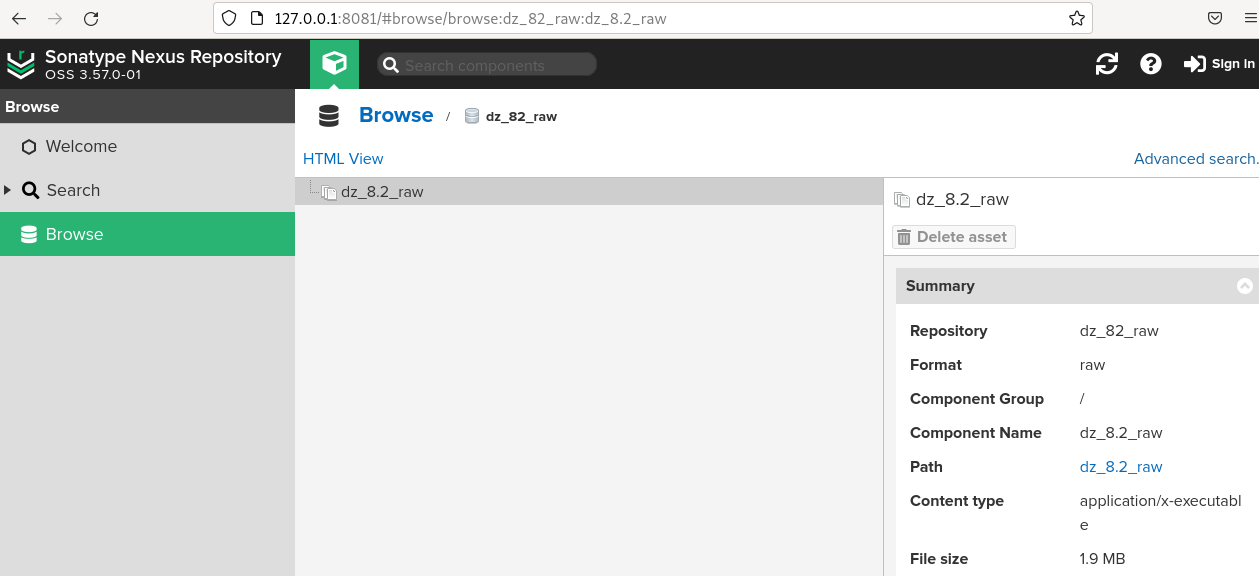 127.0.0.1:8081/#browse/browse:dz_82_raw:dz_8.2_raw
Sonatype Nexus Repository
OSS 3.57.0-01
Search components
Sign in
Browse
Browse / dz_82_raw
Welcome
HTML View
Advanced search.
Search
dz_8.2_raw
dz_8.2_raw
Browse
Delete asset
Summary
Repository dz_82_raw
Format raw
Component Group /
Component Name dz_8.2_raw
Path dz_8.2_raw
Content type application/x-executabl
e
File size 1.9 MB